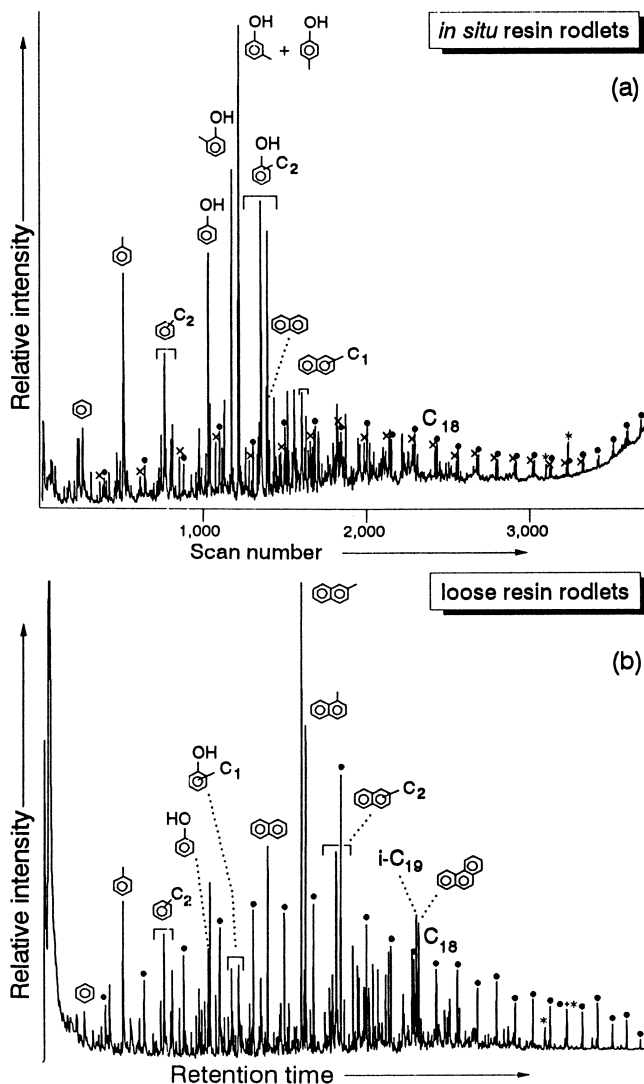 in situ resin rodlets
(a)
OH
OH
+
OH
OH
C2
OH
C2
C1
C18
Relative intensity
1,000
2,000
3,000
Scan number
loose resin rodlets
(b)
OH
C1
HO
C2
C2
i-C19
C18
Relative intensity
Retention time